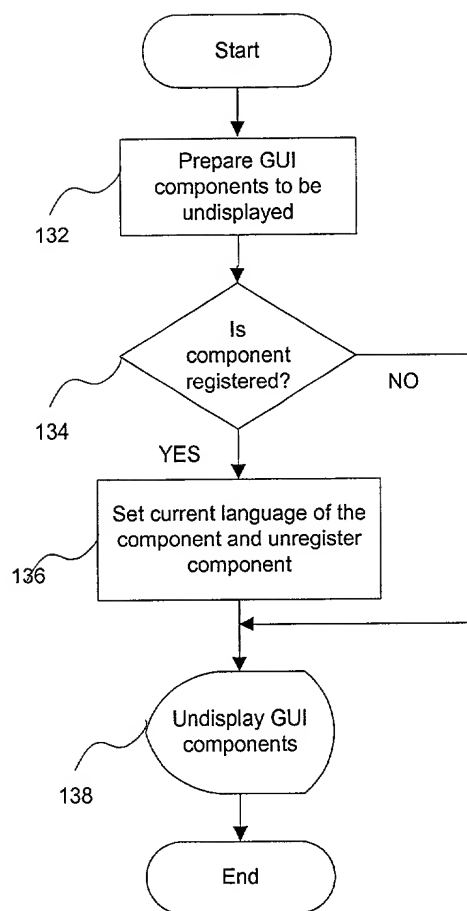 Start
Prepare GUI
components to be
undisplayed
132
Is
component
registered?
NO
134
YES
Set current language of the
component and unregister
component
136
Undisplay GUI
components
138
End